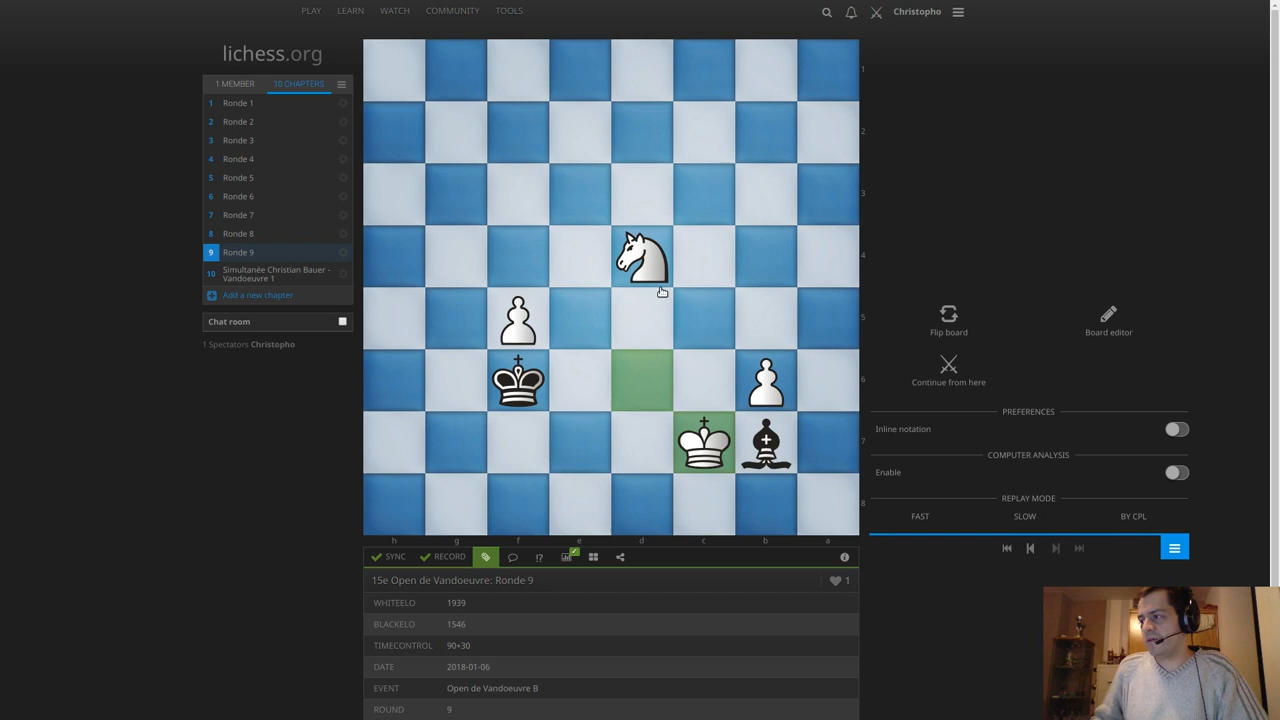 PLAY LEARN WATCH COMMUNITY TOOLS
Christopho
lichess.org
1 MEMBER 10 CHAPTERS
1 Ronde 1
2 Ronde 2
3 Ronde 3
4 Ronde 4
5 Ronde 5
6 Ronde 6
7 Ronde 7
8 Ronde 8
9 Ronde 9
10 Simultanée Christian Bauer -
Vandoeuvre 1
Add a new chapter
Chat room
1 Spectators Christopho
1
2
3
4
5
6
7
8
h g f e d c b a
SYNC RECORD !?
15e Open de Vandoeuvre: Ronde 9 1
WHITEELO 1939
BLACKELO 1546
TIMECONTROL 90+30
DATE 2018-01-06
EVENT Open de Vandoeuvre B
ROUND 9
Flip board Board editor
Continue from here
PREFERENCES
Inline notation
COMPUTER ANALYSIS
Enable
REPLAY MODE
FAST SLOW BY CPL